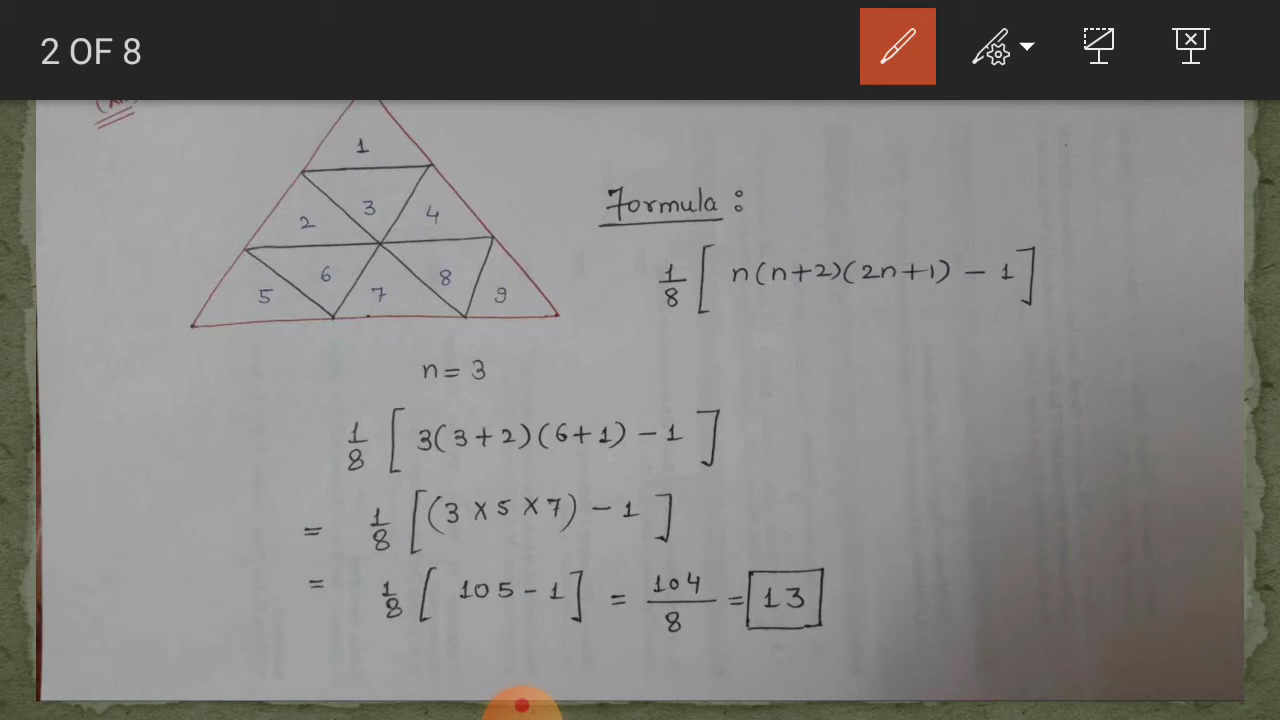 2 OF 8
1
2 3 4
5 6 7 8 9
Formula :
1/8 [ n(n+2)(2n+1) - 1 ]
n = 3
1/8 [ 3(3+2)(6+1) - 1 ]
= 1/8 [ (3 x 5 x 7) - 1 ]
= 1/8 [ 105 - 1 ] = 104/8 = 13